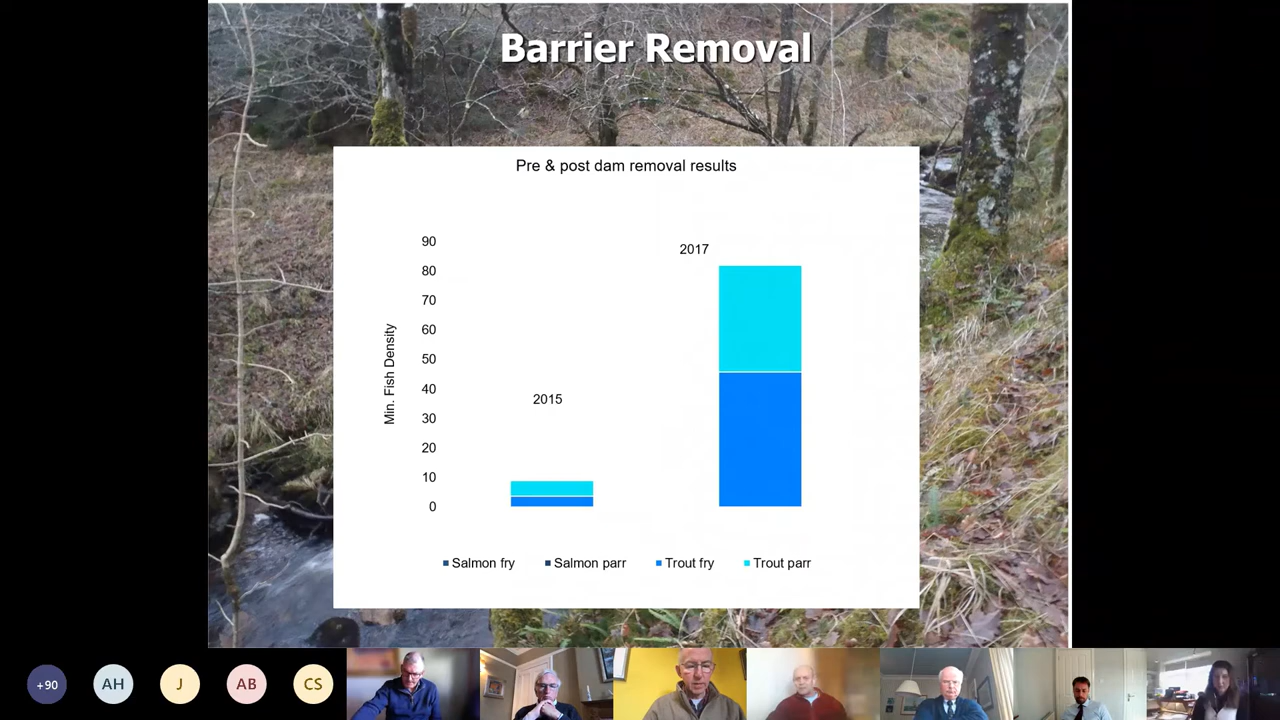 Barrier Removal
Pre & post dam removal results
90
80
70
60
50
40
30
20
10
0
Min. Fish Density
2015
2017
Salmon fry
Salmon parr
Trout fry
Trout parr
+90
AH
J
AB
CS